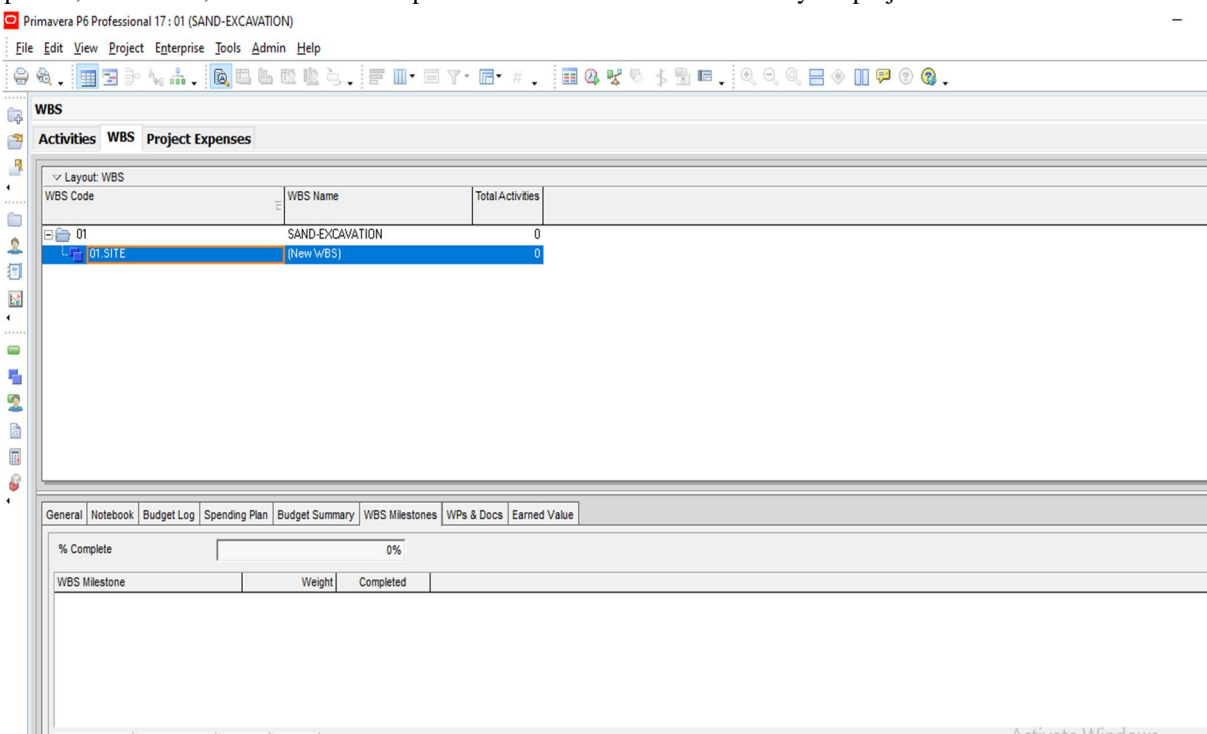 Primavera P6 Professional 17 : 01 (SAND-EXCAVATION)
File Edit View Project Enterprise Tools Admin Help
WBS
Activities WBS Project Expenses
Layout: WBS
WBS Code WBS Name Total Activities
01 SAND-EXCAVATION 0
01.SITE (New WBS) 0
General Notebook Budget Log Spending Plan Budget Summary WBS Milestones WPs & Docs Earned Value
% Complete 0%
WBS Milestone Weight Completed